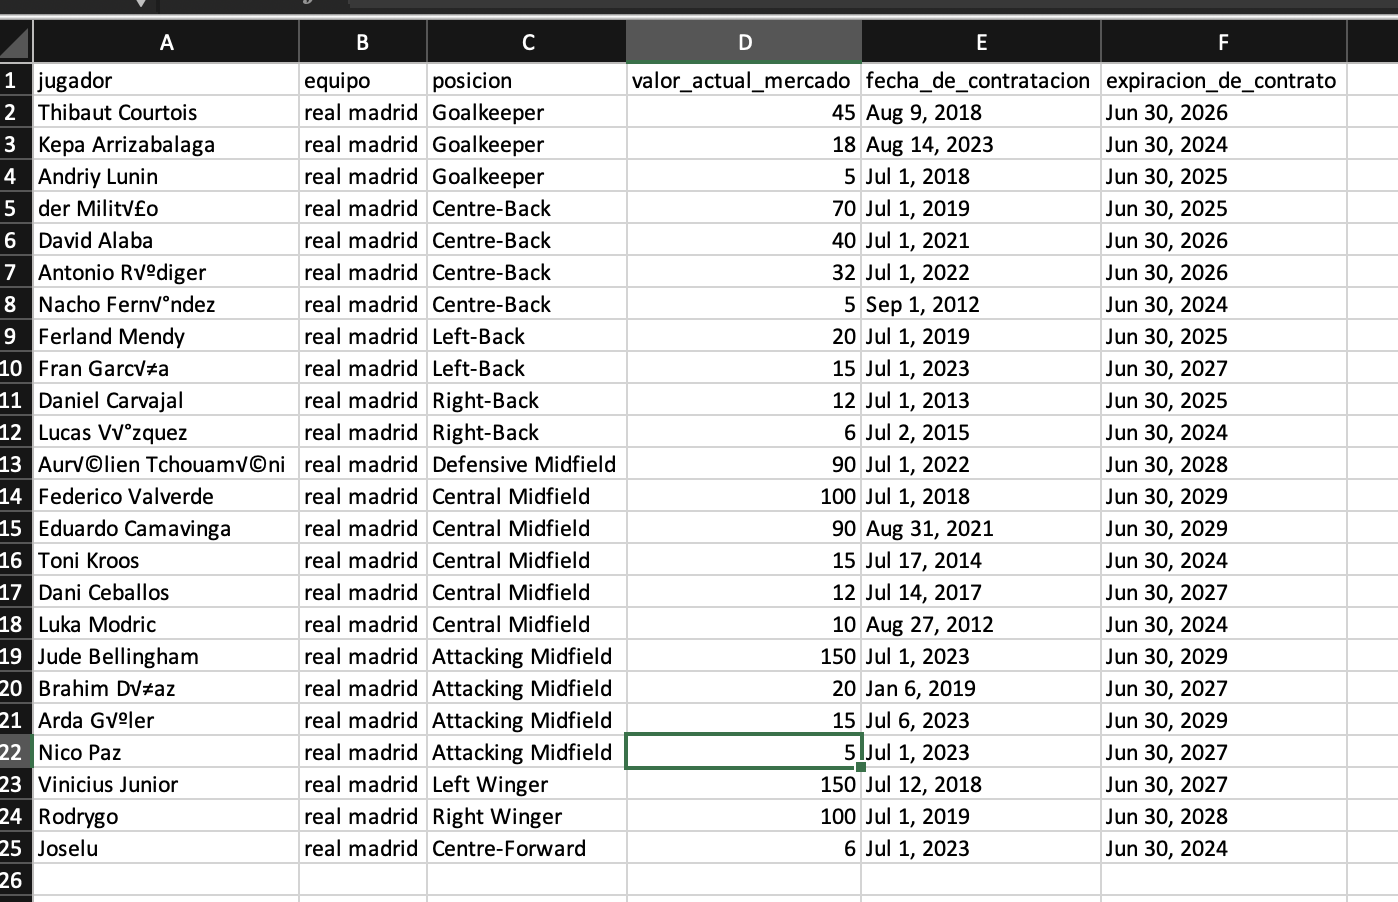 A B C D E F
1 jugador equipo posicion valor_actual_mercado fecha_de_contratacion expiracion_de_contrato
2 Thibaut Courtois real madrid Goalkeeper 45 Aug 9, 2018 Jun 30, 2026
3 Kepa Arrizabalaga real madrid Goalkeeper 18 Aug 14, 2023 Jun 30, 2024
4 Andriy Lunin real madrid Goalkeeper 5 Jul 1, 2018 Jun 30, 2025
5 der Milit√£o real madrid Centre-Back 70 Jul 1, 2019 Jun 30, 2025
6 David Alaba real madrid Centre-Back 40 Jul 1, 2021 Jun 30, 2026
7 Antonio R√ºdiger real madrid Centre-Back 32 Jul 1, 2022 Jun 30, 2026
8 Nacho Fern√°ndez real madrid Centre-Back 5 Sep 1, 2012 Jun 30, 2024
9 Ferland Mendy real madrid Left-Back 20 Jul 1, 2019 Jun 30, 2025
10 Fran Garc√≠a real madrid Left-Back 15 Jul 1, 2023 Jun 30, 2027
11 Daniel Carvajal real madrid Right-Back 12 Jul 1, 2013 Jun 30, 2025
12 Lucas V√°zquez real madrid Right-Back 6 Jul 2, 2015 Jun 30, 2024
13 Aur√©lien Tchouam√©ni real madrid Defensive Midfield 90 Jul 1, 2022 Jun 30, 2028
14 Federico Valverde real madrid Central Midfield 100 Jul 1, 2018 Jun 30, 2029
15 Eduardo Camavinga real madrid Central Midfield 90 Aug 31, 2021 Jun 30, 2029
16 Toni Kroos real madrid Central Midfield 15 Jul 17, 2014 Jun 30, 2024
17 Dani Ceballos real madrid Central Midfield 12 Jul 14, 2017 Jun 30, 2027
18 Luka Modric real madrid Central Midfield 10 Aug 27, 2012 Jun 30, 2024
19 Jude Bellingham real madrid Attacking Midfield 150 Jul 1, 2023 Jun 30, 2029
20 Brahim D√≠az real madrid Attacking Midfield 20 Jan 6, 2019 Jun 30, 2027
21 Arda G√ºler real madrid Attacking Midfield 15 Jul 6, 2023 Jun 30, 2029
22 Nico Paz real madrid Attacking Midfield 5 Jul 1, 2023 Jun 30, 2027
23 Vinicius Junior real madrid Left Winger 150 Jul 12, 2018 Jun 30, 2027
24 Rodrygo real madrid Right Winger 100 Jul 1, 2019 Jun 30, 2028
25 Joselu real madrid Centre-Forward 6 Jul 1, 2023 Jun 30, 2024
26